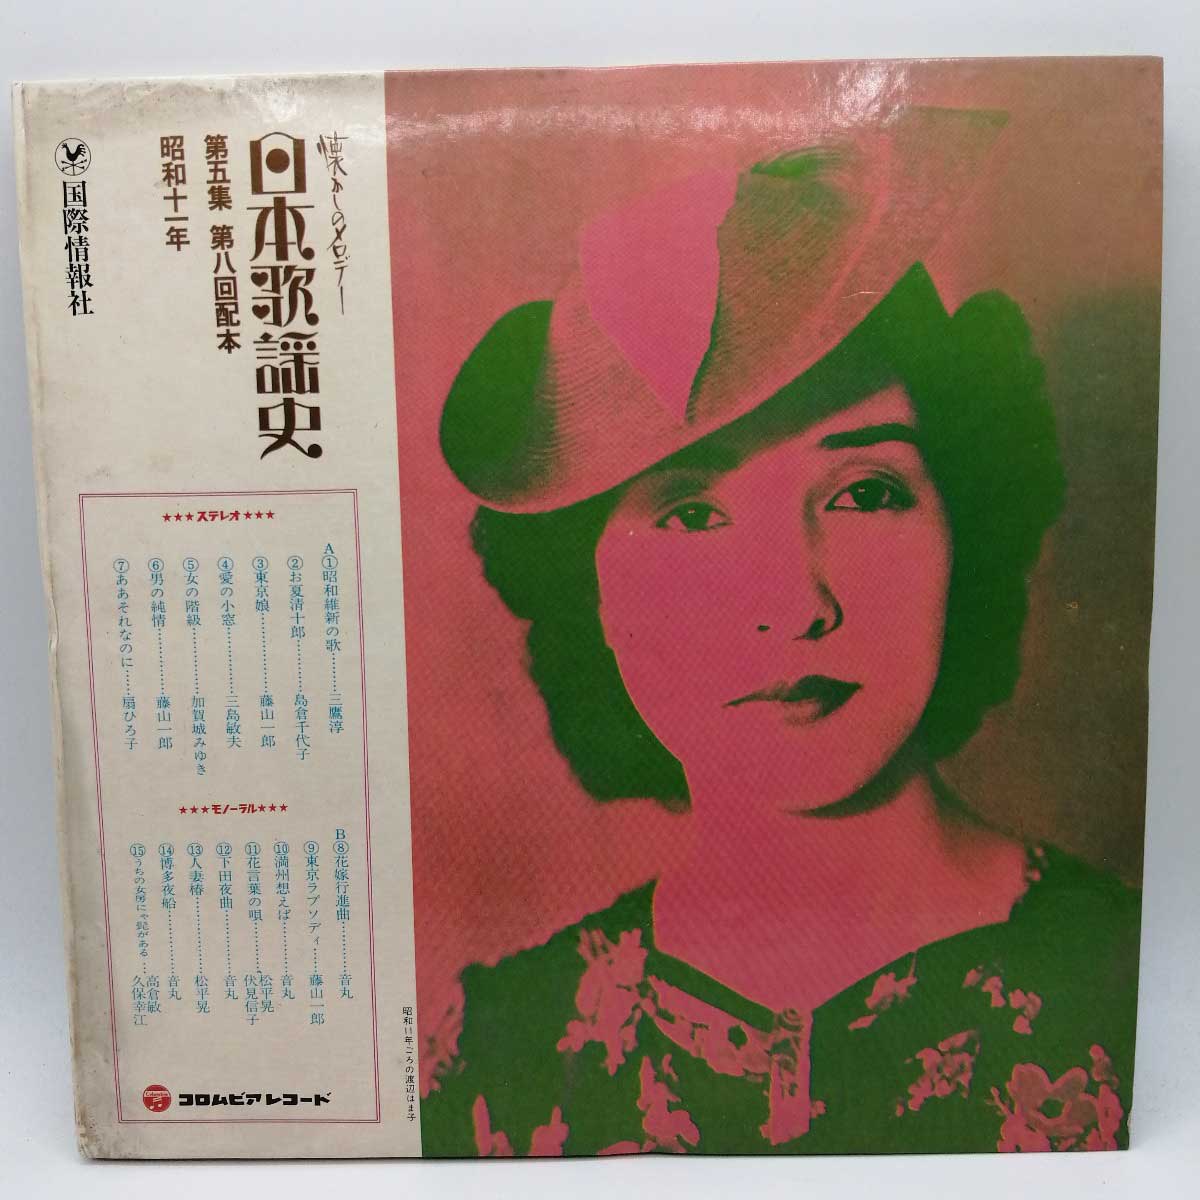 懐かしのメロデー
日本歌謡史
第五集 第八回配本
昭和十一年
国際情報社
★★★ステレオ★★★
A①昭和維新の歌………三鷹淳
②お夏清十郎…………島倉千代子
③東京娘………………藤山一郎
④愛の小窓……………三島敏夫
⑤女の階級……………加賀城みゆき
⑥男の純情……………藤山一郎
⑦ああそれなのに……扇ひろ子
★★★モノーラル★★★
B⑧花嫁行進曲…………音丸
⑨東京ラプソディ……藤山一郎
⑩満州想えば…………音丸
⑪花言葉の唄…………松平晃 伏見信子
⑫下田夜曲……………音丸
⑬人妻椿………………松平晃
⑭博多夜船……………音丸
⑮うちの女房にゃ髭がある…高倉敏 久保幸江
Columbia
コロムビアレコード
昭和11年ごろの渡辺はま子